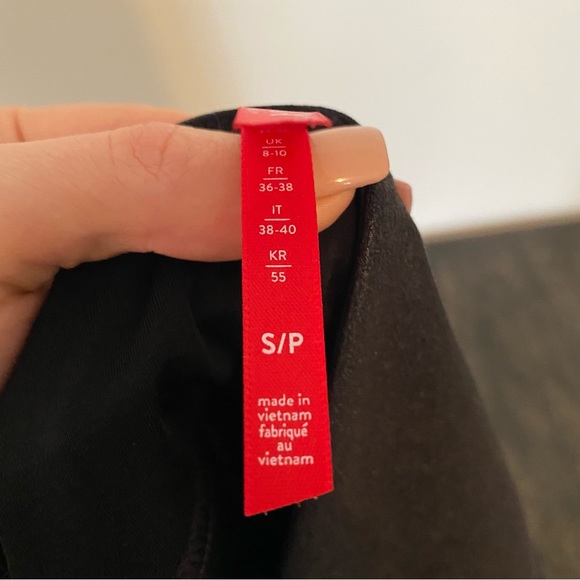 UK
8-10
FR
36-38
IT
38-40
KR
55
S/P
made in
vietnam
fabriqué
au
vietnam